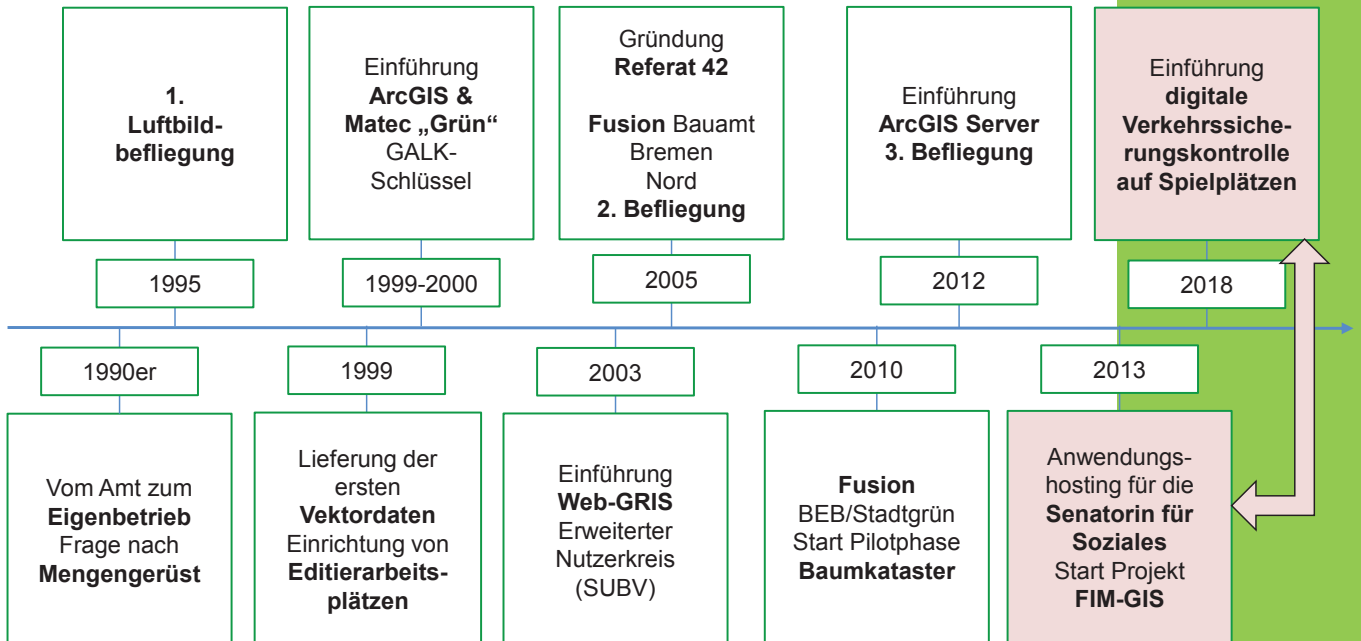 1.
Luftbild-
befliegung
Einführung
ArcGIS &
Matec „Grün“
GALK-
Schlüssel
Gründung
Referat 42
Fusion Bauamt
Bremen
Nord
2. Befliegung
Einführung
ArcGIS Server
3. Befliegung
Einführung
digitale
Verkehrssiche-
rungskontrolle
auf Spielplätzen
1995
1999-2000
2005
2012
2018
1990er
1999
2003
2010
2013
Vom Amt zum
Eigenbetrieb
Frage nach
Mengengerüst
Lieferung der
ersten
Vektordaten
Einrichtung von
Editierarbeits-
plätzen
Einführung
Web-GRIS
Erweiterter
Nutzerkreis
(SUBV)
Fusion
BEB/Stadtgrün
Start Pilotphase
Baumkataster
Anwendungs-
hosting für die
Senatorin für
Soziales
Start Projekt
FIM-GIS